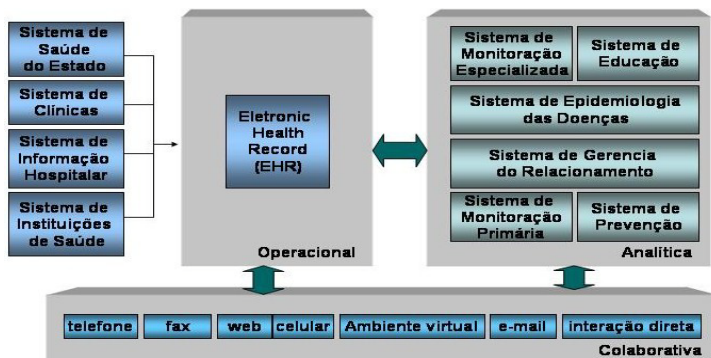 Sistema de
Saúde
do Estado
Sistema de
Clínicas
Sistema de
Informação
Hospitalar
Sistema de
Instituições
de Saúde
Eletronic
Health
Record
(EHR)
Operacional
Sistema de
Monitoração
Especializada
Sistema de
Educação
Sistema de Epidemiologia
das Doenças
Sistema de Gerencia
do Relacionamento
Sistema de
Monitoração
Primária
Sistema de
Prevenção
Analítica
telefone fax web celular Ambiente virtual e-mail interação direta
Colaborativa